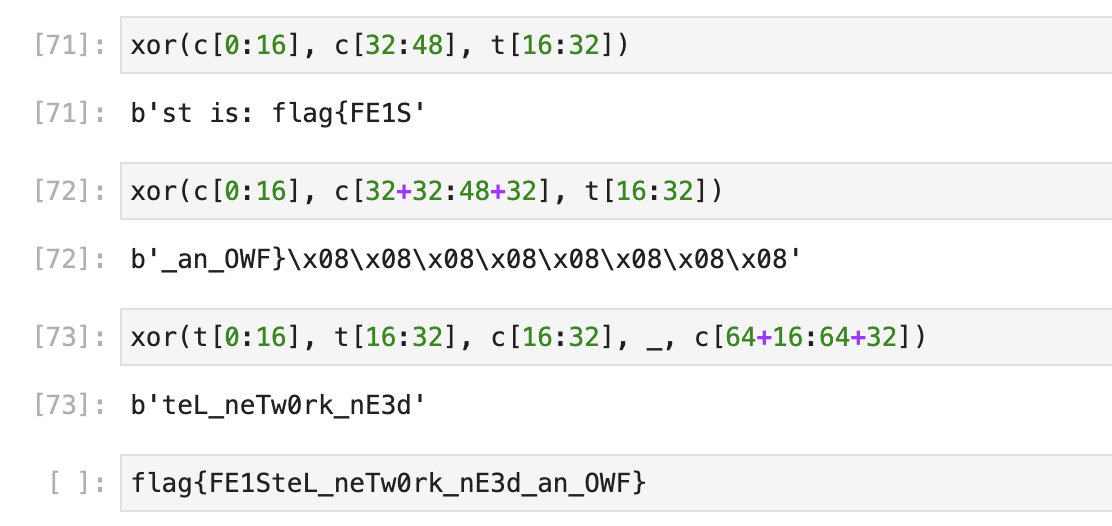 [71]: xor(c[0:16], c[32:48], t[16:32])
[71]: b'st is: flag{FE1S'
[72]: xor(c[0:16], c[32+32:48+32], t[16:32])
[72]: b'_an_OWF}\x08\x08\x08\x08\x08\x08\x08\x08'
[73]: xor(t[0:16], t[16:32], c[16:32], _, c[64+16:64+32])
[73]: b'teL_neTw0rk_nE3d'
[ ]: flag{FE1SteL_neTw0rk_nE3d_an_OWF}